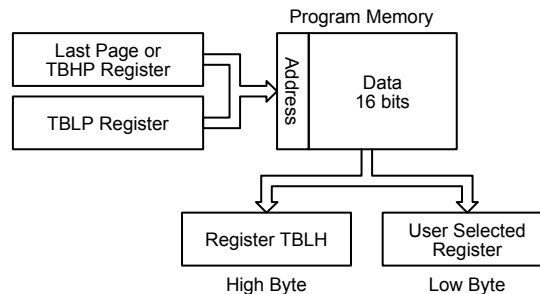 Program Memory
Last Page or
TBHP Register
TBLP Register
Address
Data
16 bits
Register TBLH
User Selected
Register
High Byte
Low Byte